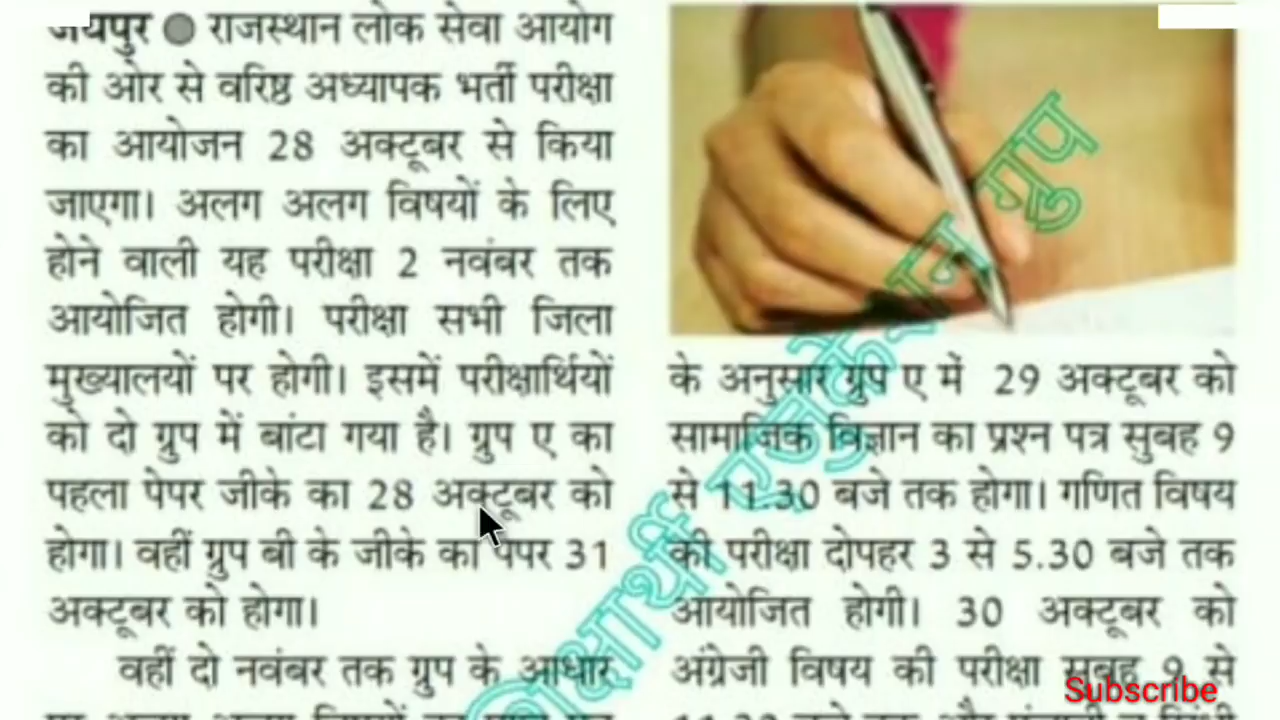 जयपुर राजस्थान लोक सेवा आयोग
की ओर से वरिष्ठ अध्यापक भर्ती परीक्षा
का आयोजन 28 अक्टूबर से किया
जाएगा। अलग अलग विषयों के लिए
होने वाली यह परीक्षा 2 नवंबर तक
आयोजित होगी। परीक्षा सभी जिला
मुख्यालयों पर होगी। इसमें परीक्षार्थियों
को दो ग्रुप में बांटा गया है। ग्रुप ए का
पहला पेपर जीके का 28 अक्टूबर को
होगा। वहीं ग्रुप बी के जीके का पेपर 31
अक्टूबर को होगा।
वहीं दो नवंबर तक ग्रुप के आधार
के अनुसार ग्रुप ए में 29 अक्टूबर को
सामाजिक विज्ञान का प्रश्न पत्र सुबह 9
से 11.30 बजे तक होगा। गणित विषय
की परीक्षा दोपहर 3 से 5.30 बजे तक
आयोजित होगी। 30 अक्टूबर को
अंग्रेजी विषय की परीक्षा सुबह 9 से
शिक्षार्थी एजुकेशन ग्रुप
Subscribe